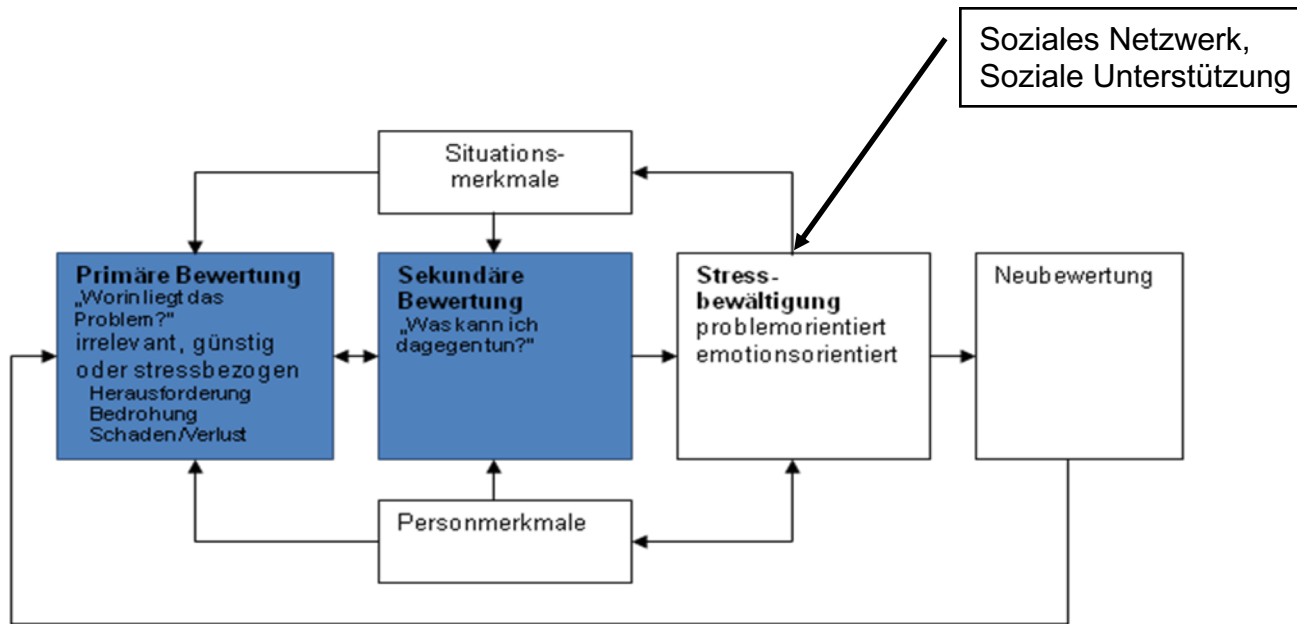 Soziales Netzwerk,
Soziale Unterstützung
Situations-
merkmale
Primäre Bewertung
„Worin liegt das
Problem?"
irrelevant, günstig
oder stressbezogen
Herausforderung
Bedrohung
Schaden/Verlust
Sekundäre
Bewertung
„Was kann ich
dagegen tun?"
Stress-
bewältigung
problemorientiert
emotionsorientiert
Neubewertung
Personmerkmale